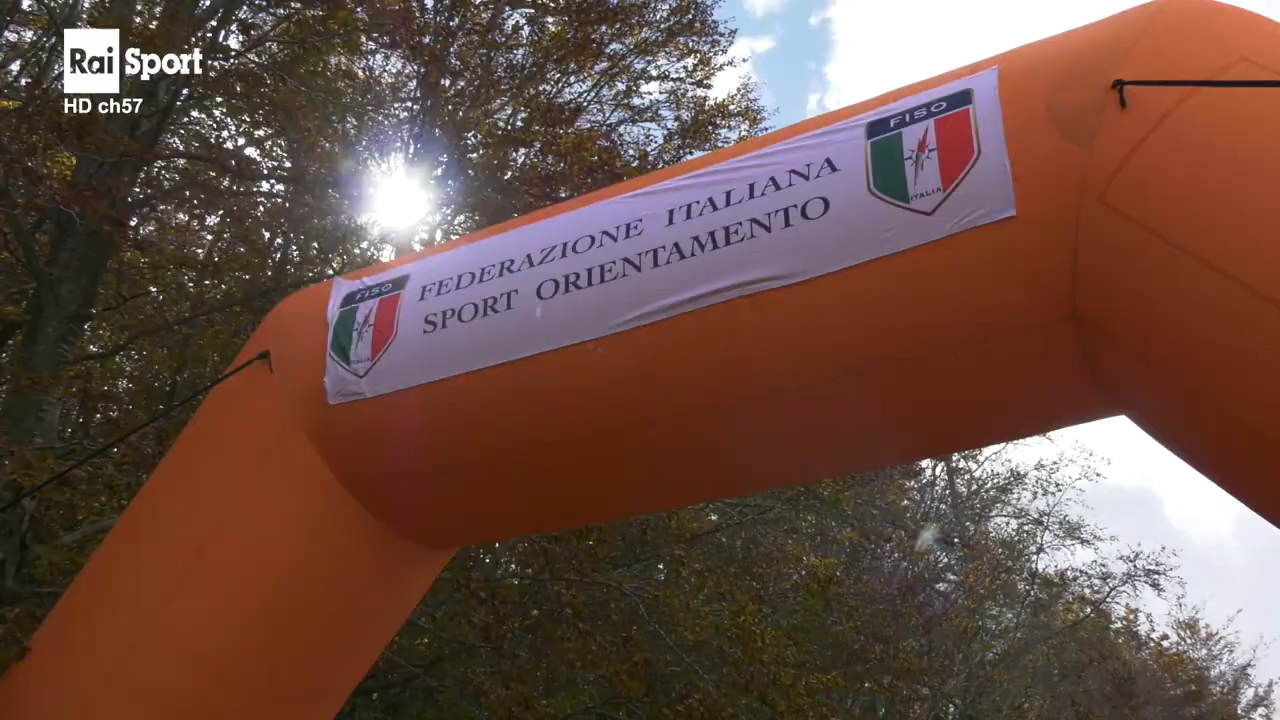 Rai Sport
HD ch57
FISO
ITALIA
FEDERAZIONE ITALIANA
SPORT ORIENTAMENTO
FISO
ITALIA